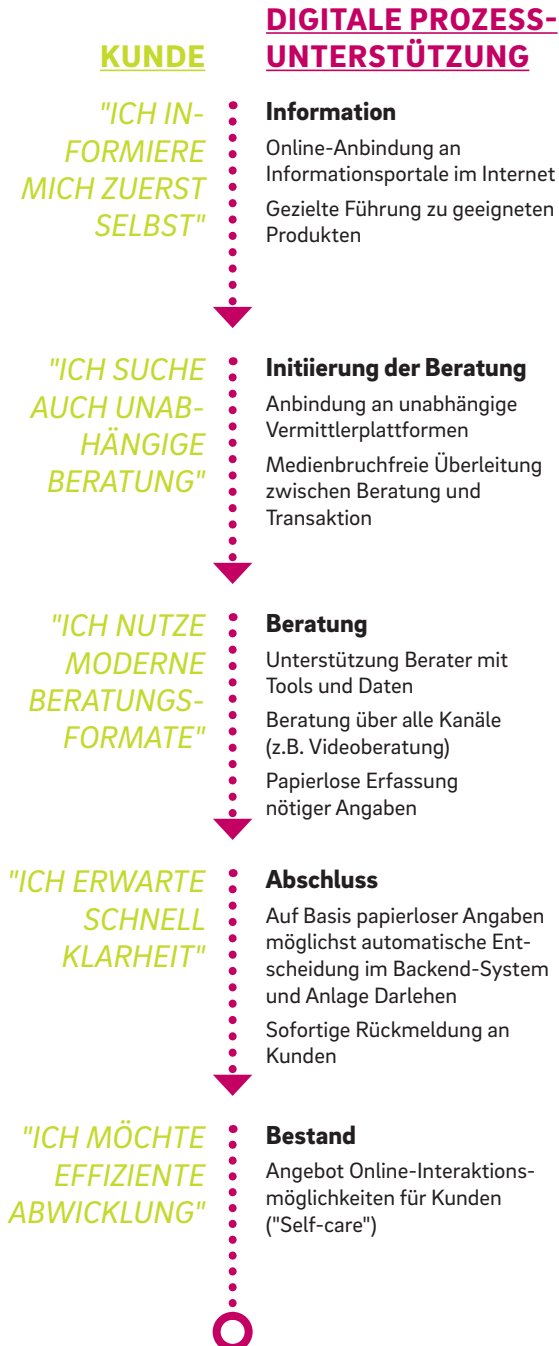 KUNDE
DIGITALE PROZESS-
UNTERSTÜTZUNG
"ICH IN-
FORMIERE
MICH ZUERST
SELBST"
Information
Online-Anbindung an
Informationsportale im Internet
Gezielte Führung zu geeigneten
Produkten
"ICH SUCHE
AUCH UNAB-
HÄNGIGE
BERATUNG"
Initiierung der Beratung
Anbindung an unabhängige
Vermittlerplattformen
Medienbruchfreie Überleitung
zwischen Beratung und
Transaktion
"ICH NUTZE
MODERNE
BERATUNGS-
FORMATE"
Beratung
Unterstützung Berater mit
Tools und Daten
Beratung über alle Kanäle
(z.B. Videoberatung)
Papierlose Erfassung
nötiger Angaben
"ICH ERWARTE
SCHNELL
KLARHEIT"
Abschluss
Auf Basis papierloser Angaben
möglichst automatische Ent-
scheidung im Backend-System
und Anlage Darlehen
Sofortige Rückmeldung an
Kunden
"ICH MÖCHTE
EFFIZIENTE
ABWICKLUNG"
Bestand
Angebot Online-Interaktions-
möglichkeiten für Kunden
("Self-care")